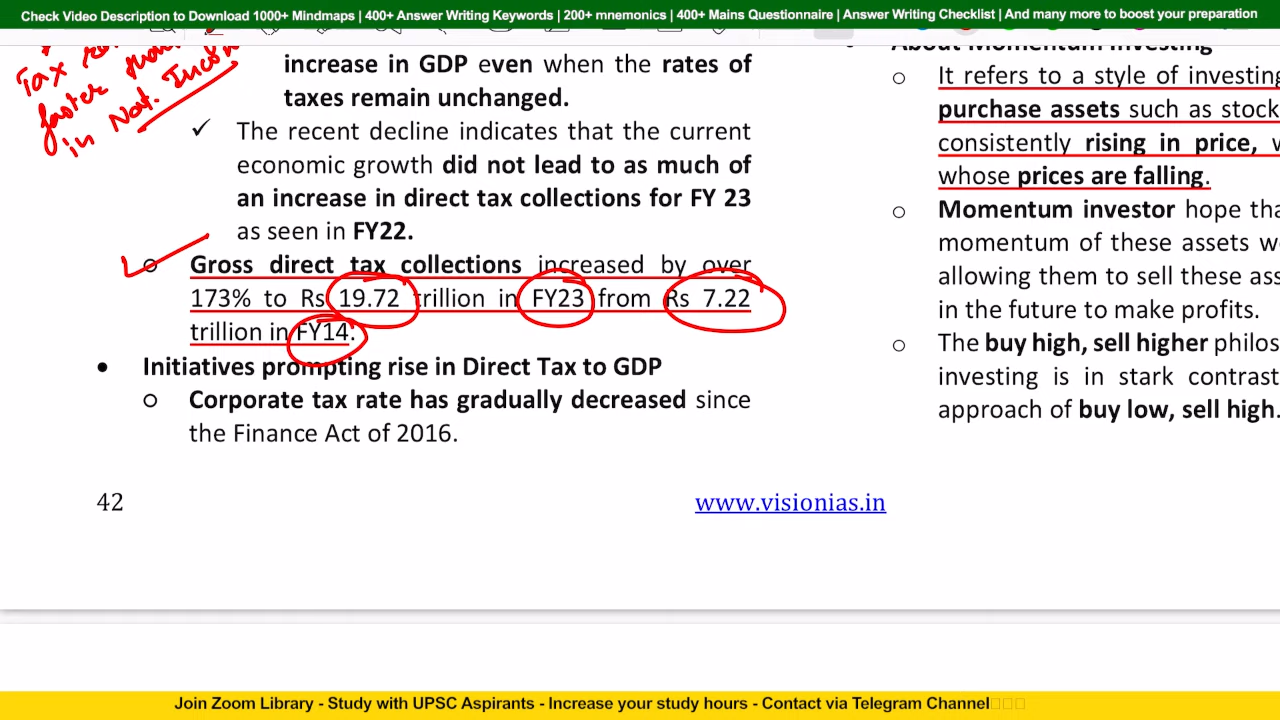 Check Video Description to Download 1000+ Mindmaps | 400+ Answer Writing Keywords | 200+ mnemonics | 400+ Mains Questionnaire | Answer Writing Checklist | And many more to boost your preparation
Tax
faster than
in Nat. Income
increase in GDP even when the rates of
taxes remain unchanged.
✓ The recent decline indicates that the current
economic growth did not lead to as much of
an increase in direct tax collections for FY 23
as seen in FY22.
o Gross direct tax collections increased by over
173% to Rs 19.72 trillion in FY23 from Rs 7.22
trillion in FY14.
• Initiatives prompting rise in Direct Tax to GDP
o Corporate tax rate has gradually decreased since
the Finance Act of 2016.
About Momentum Investing
o It refers to a style of investing
purchase assets such as stock
consistently rising in price,
whose prices are falling.
o Momentum investor hope
momentum of these assets
allowing them to sell these
in the future to make profits.
o The buy high, sell higher
investing is in stark contrast
approach of buy low, sell high.
42
www.visionias.in
Join Zoom Library - Study with UPSC Aspirants - Increase your study hours - Contact via Telegram Channel